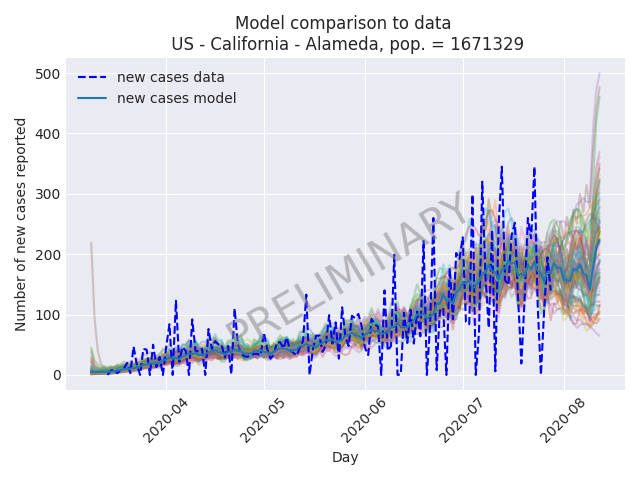 Model comparison to data
US - California - Alameda, pop. = 1671329
new cases data
new cases model
Number of new cases reported
500
400
300
200
100
0
PRELIMINARY
2020-04
2020-05
2020-06
2020-07
2020-08
Day